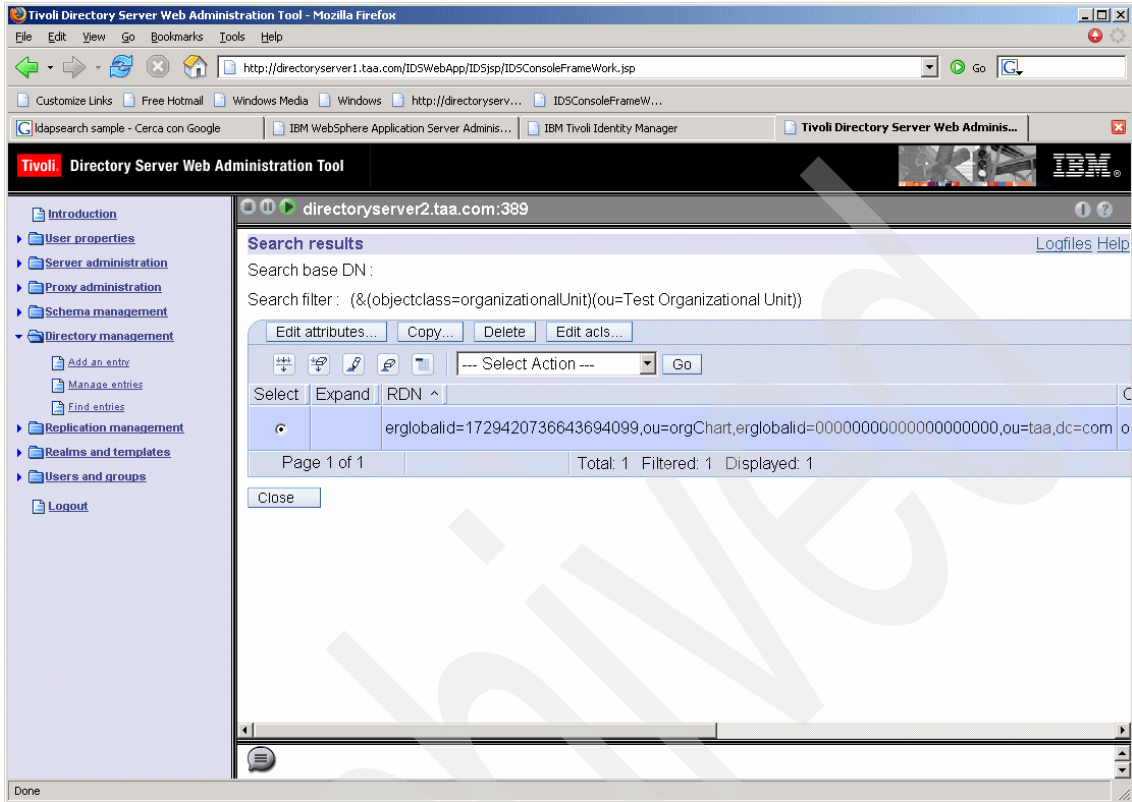 Tivoli Directory Server Web Administration Tool - Mozilla Firefox
File Edit View Go Bookmarks Tools Help
http://directoryserver1.taa.com/IDSWebApp/IDSjsp/IDSConsoleFrameWork.jsp Go
Customize Links Free Hotmail Windows Media Windows http://directoryserv... IDSConsoleFrameW...
ldapsearch sample - Cerca con Google IBM WebSphere Application Server Adminis... IBM Tivoli Identity Manager Tivoli Directory Server Web Adminis...
Tivoli. Directory Server Web Administration Tool IBM®
Introduction
User properties
Server administration
Proxy administration
Schema management
Directory management
Add an entry
Manage entries
Find entries
Replication management
Realms and templates
Users and groups
Logout
directoryserver2.taa.com:389
Search results Logfiles Help
Search base DN :
Search filter : (&(objectclass=organizationalUnit)(ou=Test Organizational Unit))
Edit attributes... Copy... Delete Edit acls...
--- Select Action --- Go
Select Expand RDN ^
erglobalid=1729420736643694099,ou=orgChart,erglobalid=00000000000000000000,ou=taa,dc=com o
Page 1 of 1 Total: 1 Filtered: 1 Displayed: 1
Close
Done